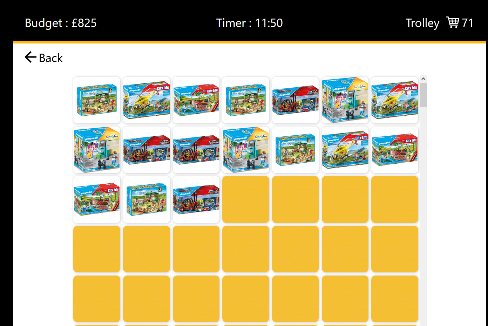 Budget : £825
Timer : 11:50
Trolley 71
Back